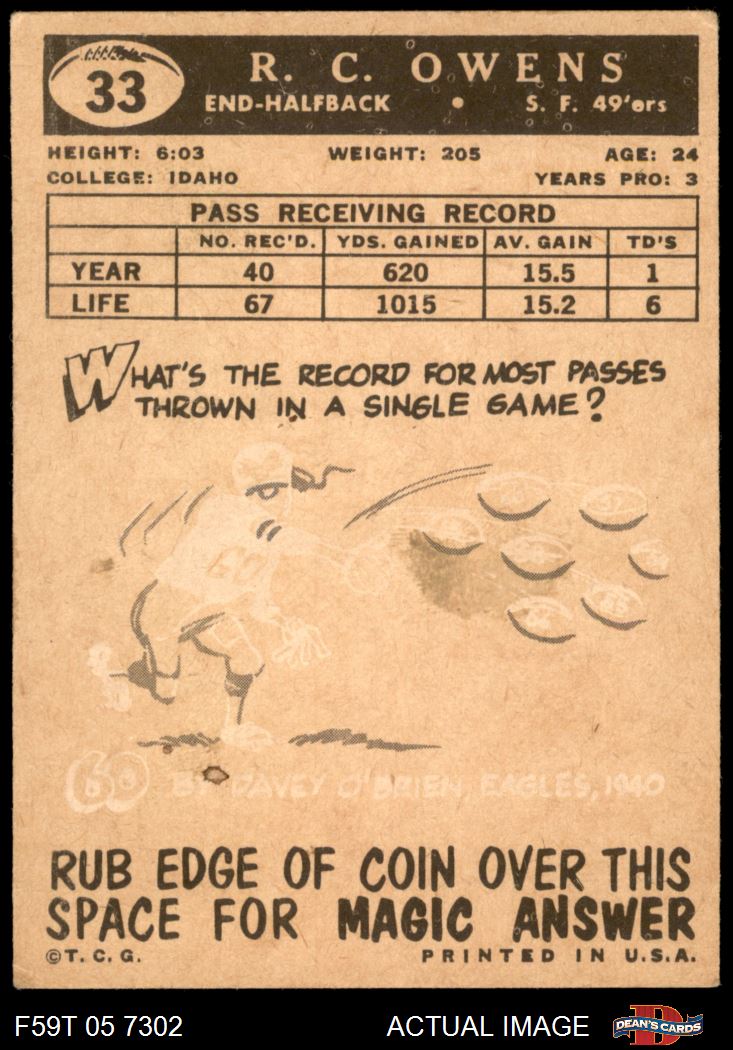 33
R. C. OWENS
END-HALFBACK • S. F. 49'ers
HEIGHT: 6:03 WEIGHT: 205 AGE: 24
COLLEGE: IDAHO YEARS PRO: 3
PASS RECEIVING RECORD
NO. REC'D. YDS. GAINED AV. GAIN TD'S
YEAR 40 620 15.5 1
LIFE 67 1015 15.2 6
WHAT'S THE RECORD FOR MOST PASSES
THROWN IN A SINGLE GAME?
60
60 BY DAVEY O'BRIEN, EAGLES, 1940
RUB EDGE OF COIN OVER THIS
SPACE FOR MAGIC ANSWER
©T. C. G. PRINTED IN U.S.A.
F59T 05 7302 ACTUAL IMAGE D DEAN'S CARDS